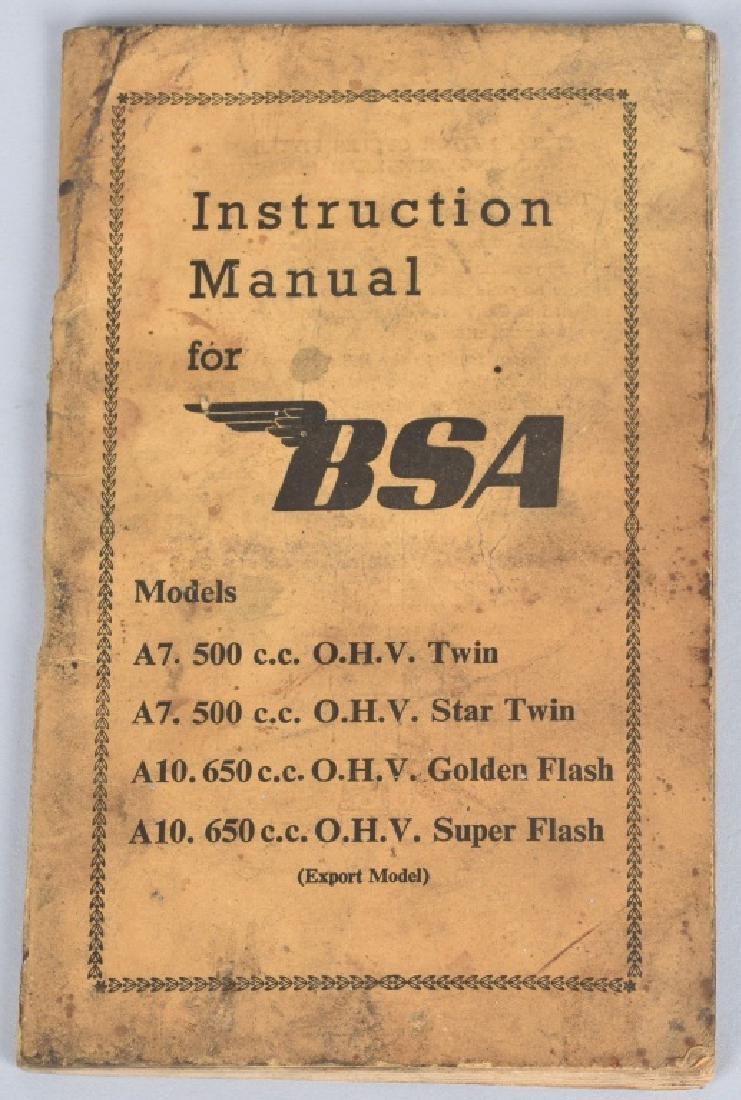 Instruction
Manual
for
BSA
Models
A7. 500 c.c. O.H.V. Twin
A7. 500 c.c. O.H.V. Star Twin
A10. 650 c.c. O.H.V. Golden Flash
A10. 650 c.c. O.H.V. Super Flash
(Export Model)